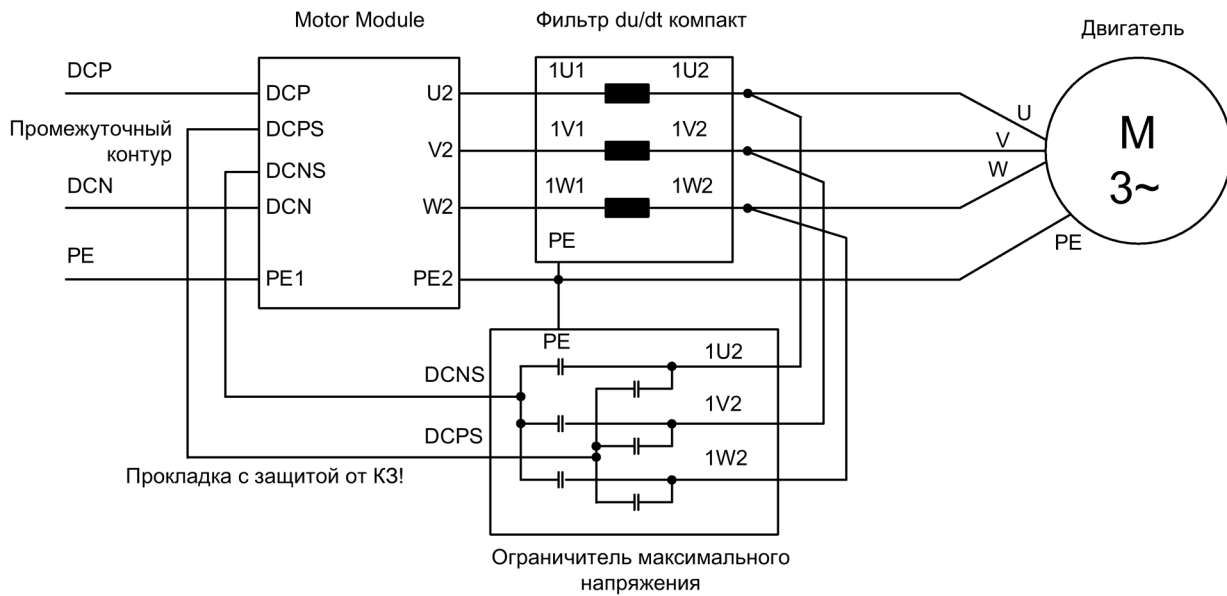 Motor Module
Фильтр du/dt компакт
Двигатель
DCP
DCP
U2
1U1
1U2
U
Промежуточный
контур
DCPS
V2
1V1
1V2
V
M
3~
DCNS
W
DCN
DCN
W2
1W1
1W2
PE
PE
PE
PE1
PE2
PE
1U2
DCNS
1V2
DCPS
1W2
Прокладка с защитой от КЗ!
Ограничитель максимального
напряжения